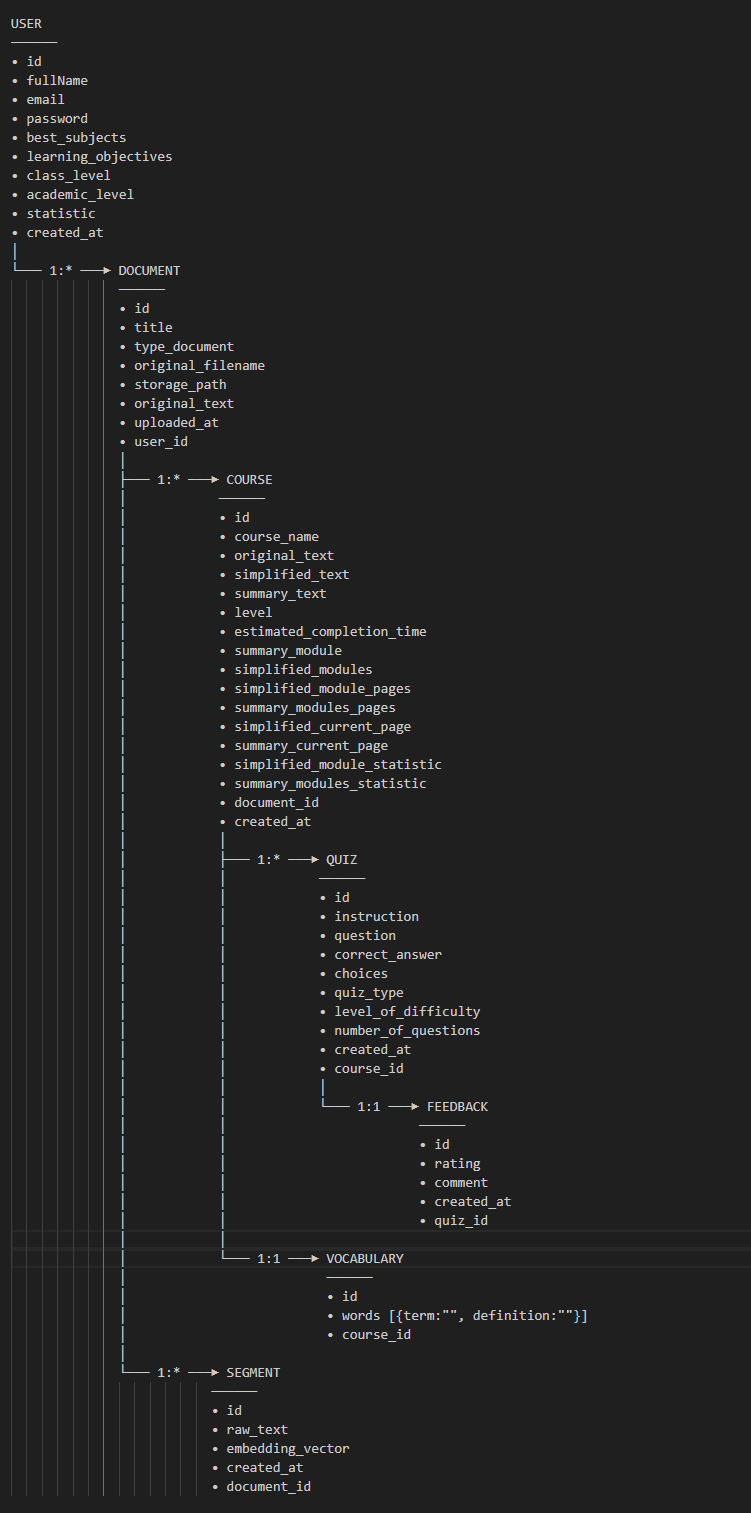 USER
• id
• fullName
• email
• password
• best_subjects
• learning_objectives
• class_level
• academic_level
• statistic
• created_at
1:* DOCUMENT
• id
• title
• type_document
• original_filename
• storage_path
• original_text
• uploaded_at
• user_id
1:* COURSE
• id
• course_name
• original_text
• simplified_text
• summary_text
• level
• estimated_completion_time
• summary_module
• simplified_modules
• simplified_module_pages
• summary_modules_pages
• simplified_current_page
• summary_current_page
• simplified_module_statistic
• summary_modules_statistic
• document_id
• created_at
1:* QUIZ
• id
• instruction
• question
• correct_answer
• choices
• quiz_type
• level_of_difficulty
• number_of_questions
• created_at
• course_id
1:1 FEEDBACK
• id
• rating
• comment
• created_at
• quiz_id
1:1 VOCABULARY
• id
• words [{term:"", definition:""}]
• course_id
1:* SEGMENT
• id
• raw_text
• embedding_vector
• created_at
• document_id